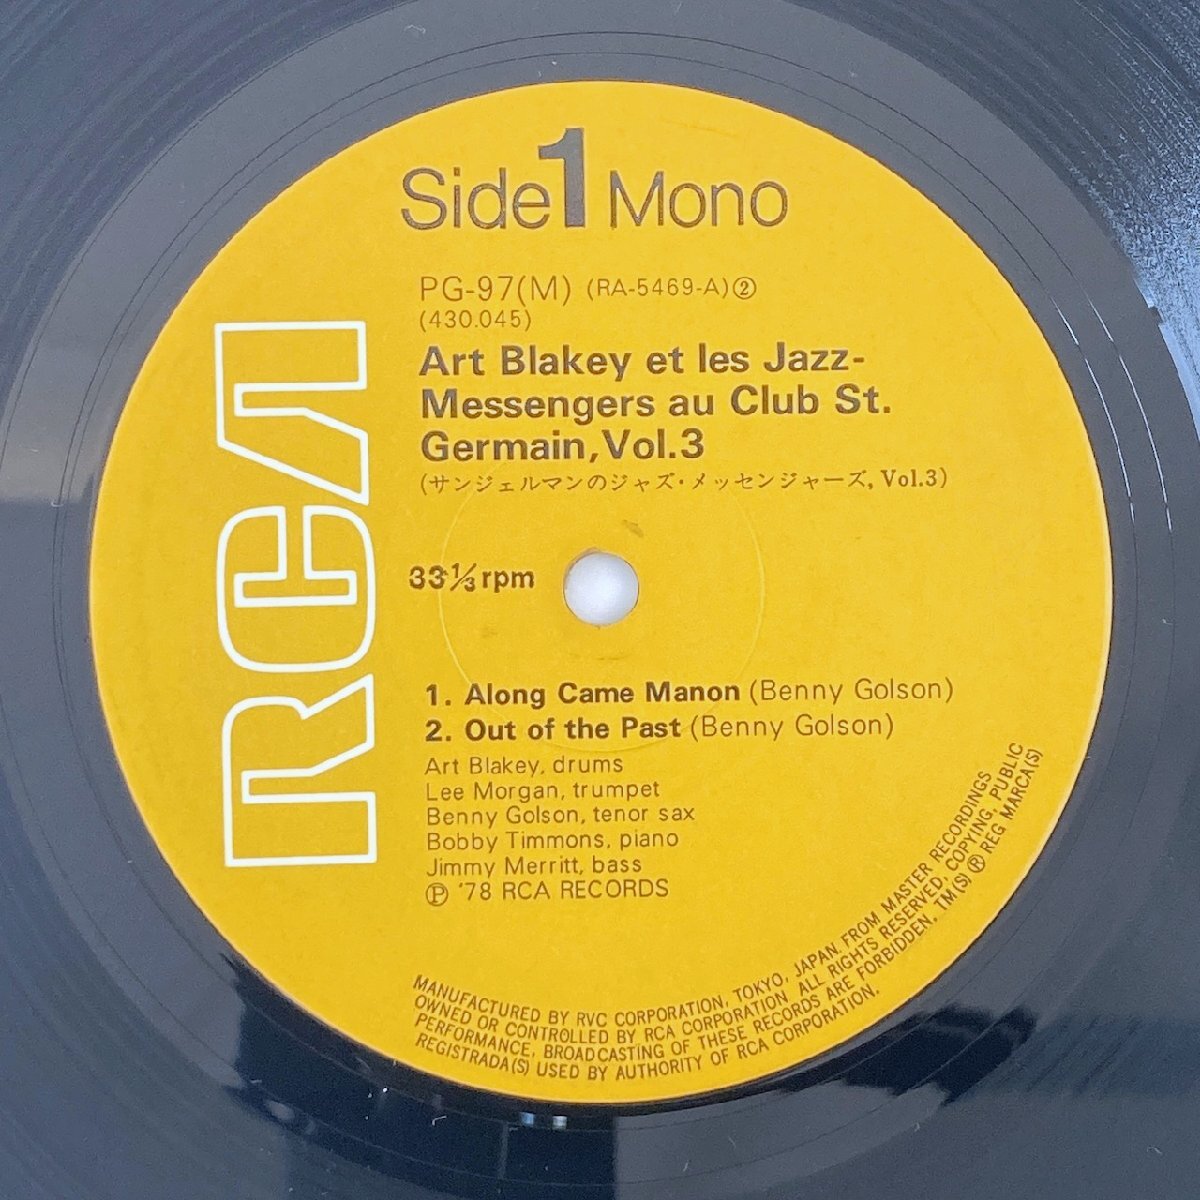 Side 1 Mono
PG-97(M) (RA-5469-A)②
(430.045)
Art Blakey et les Jazz-
Messengers au Club St.
Germain, Vol.3
(サンジェルマンのジャズ・メッセンジャーズ, Vol.3)
RCA
33 1/3 rpm
1. Along Came Manon (Benny Golson)
2. Out of the Past (Benny Golson)
Art Blakey, drums
Lee Morgan, trumpet
Benny Golson, tenor sax
Bobby Timmons, piano
Jimmy Merritt, bass
℗ '78 RCA RECORDS
MANUFACTURED BY RVC CORPORATION, TOKYO, JAPAN. FROM MASTER RECORDINGS
OWNED OR CONTROLLED BY RCA CORPORATION. ALL RIGHTS RESERVED, COPYING, PUBLIC
PERFORMANCE, BROADCASTING OF THESE RECORDS ARE FORBIDDEN. TM(S) ® REG MARCA(S)
REGISTRADA(S) USED BY AUTHORITY OF RCA CORPORATION.